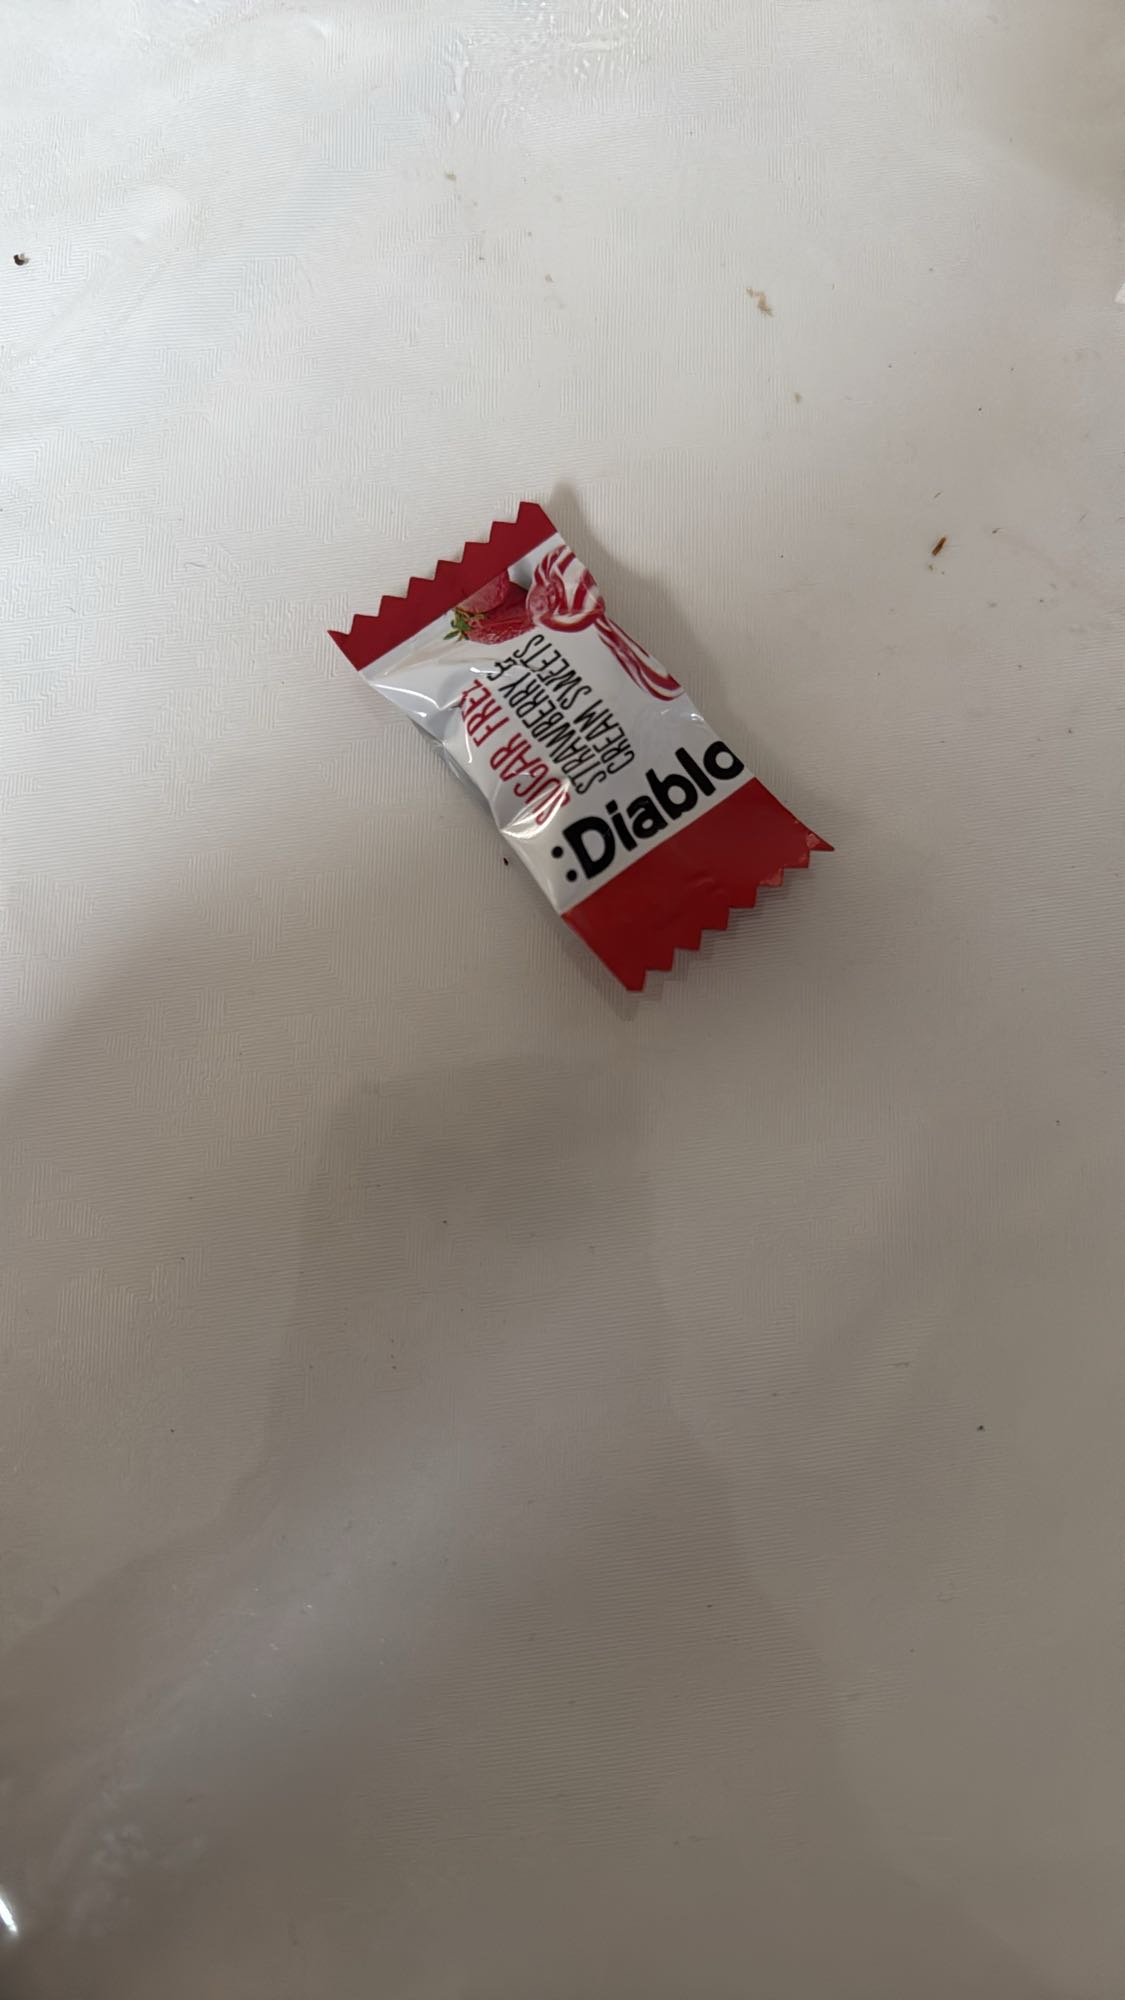 :Diablo
SUGAR FREE
STRAWBERRY &
CREAM SWEETS